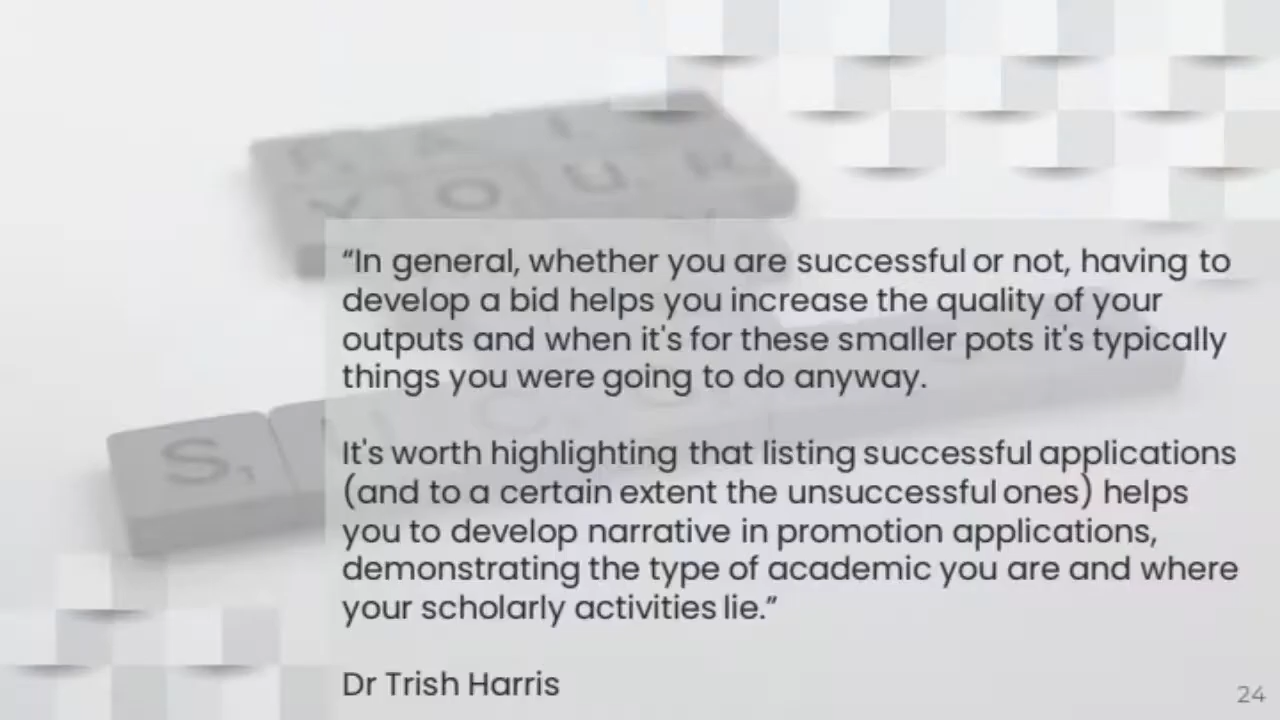 F A I L
Y O U R
S U C C
“In general, whether you are successful or not, having to
develop a bid helps you increase the quality of your
outputs and when it's for these smaller pots it's typically
things you were going to do anyway.
It's worth highlighting that listing successful applications
(and to a certain extent the unsuccessful ones) helps
you to develop narrative in promotion applications,
demonstrating the type of academic you are and where
your scholarly activities lie.”
Dr Trish Harris
24